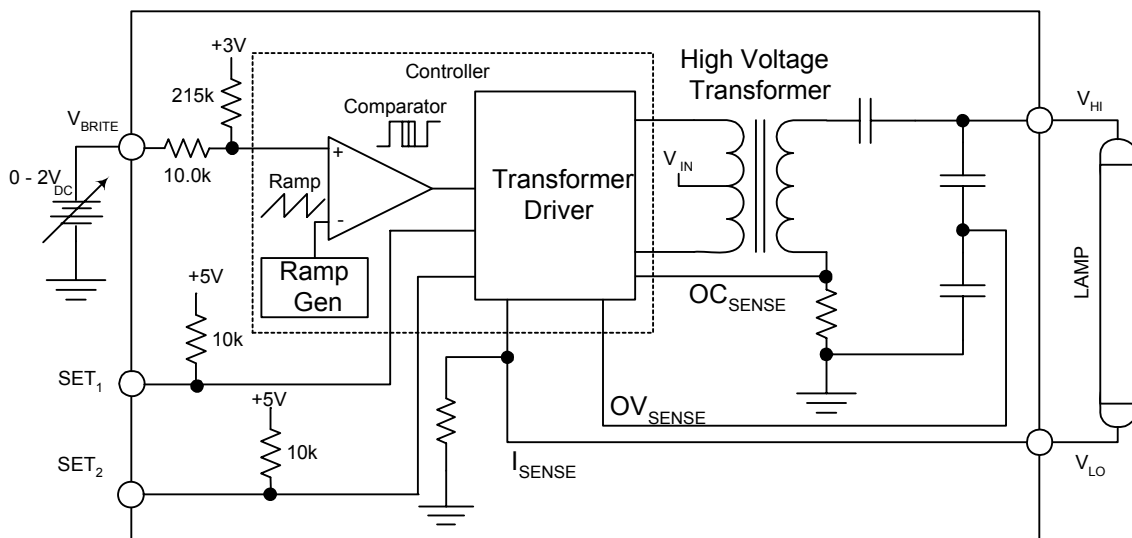 +3V
Controller
High Voltage
Transformer
215k
Comparator
V_BRITE
V_HI
10.0k
+
V_IN
0 - 2V_DC
Ramp
-
Transformer
Driver
Ramp
Gen
LAMP
+5V
OC_SENSE
10k
SET_1
+5V
OV_SENSE
10k
SET_2
I_SENSE
V_LO